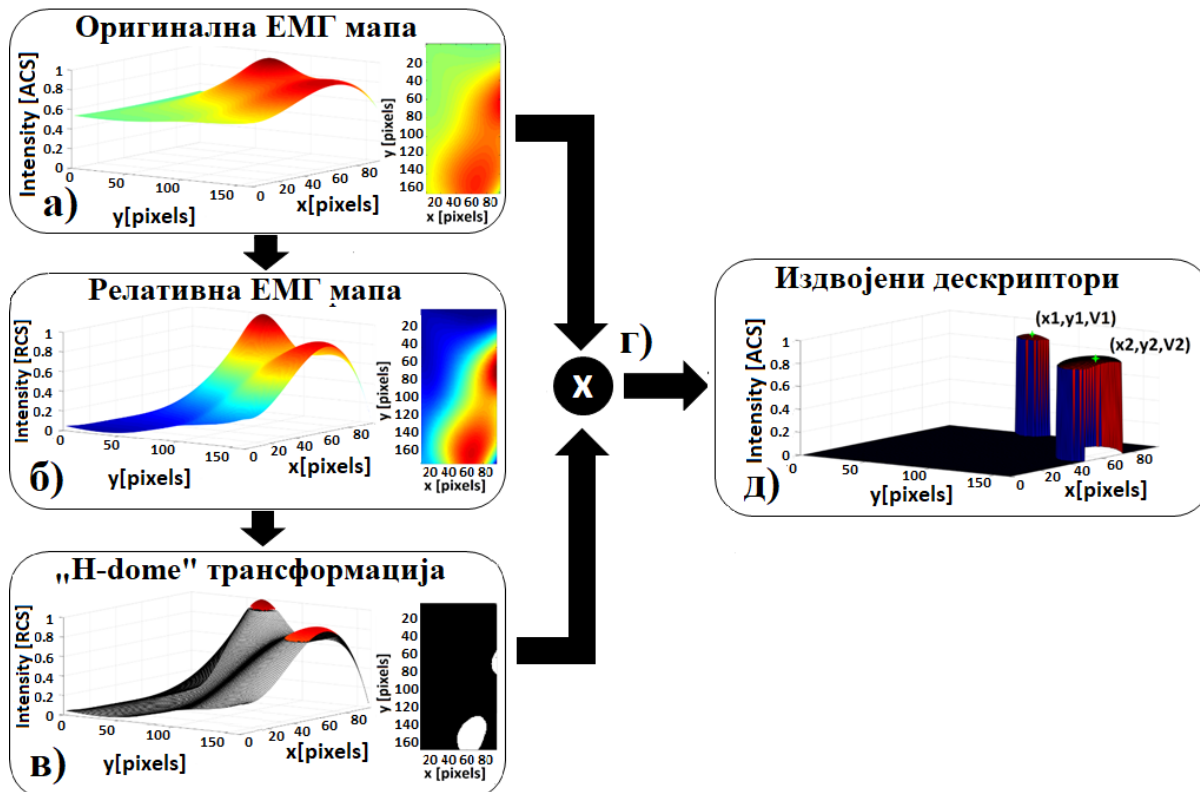 Оригинална ЕМГ мапа
Intensity [ACS]
1
0.8
0.6
0.4
0.2
0
50
100
150
0
20
40
60
80
y[pixels]
x[pixels]
y [pixels]
20
40
60
80
100
120
140
160
20 40 60 80
x [pixels]
а)
Релативна ЕМГ мапа
Intensity [RCS]
1
0.8
0.6
0.4
0.2
0
0
50
100
150
0
20
40
60
80
y[pixels]
x[pixels]
y [pixels]
20
40
60
80
100
120
140
160
20 40 60 80
x [pixels]
б)
„H-dome" трансформација
Intensity [RCS]
1
0.8
0.6
0.4
0.2
0
0
50
100
150
0
20
40
60
80
y[pixels]
x[pixels]
y [pixels]
20
40
60
80
100
120
140
160
20 40 60 80
x [pixels]
в)
X
г)
Издвојени дескриптори
(x1,y1,V1)
(x2,y2,V2)
Intensity [ACS]
1
0.8
0.6
0.4
0.2
0
0
50
100
150
0
20
40
60
80
y[pixels]
x[pixels]
д)